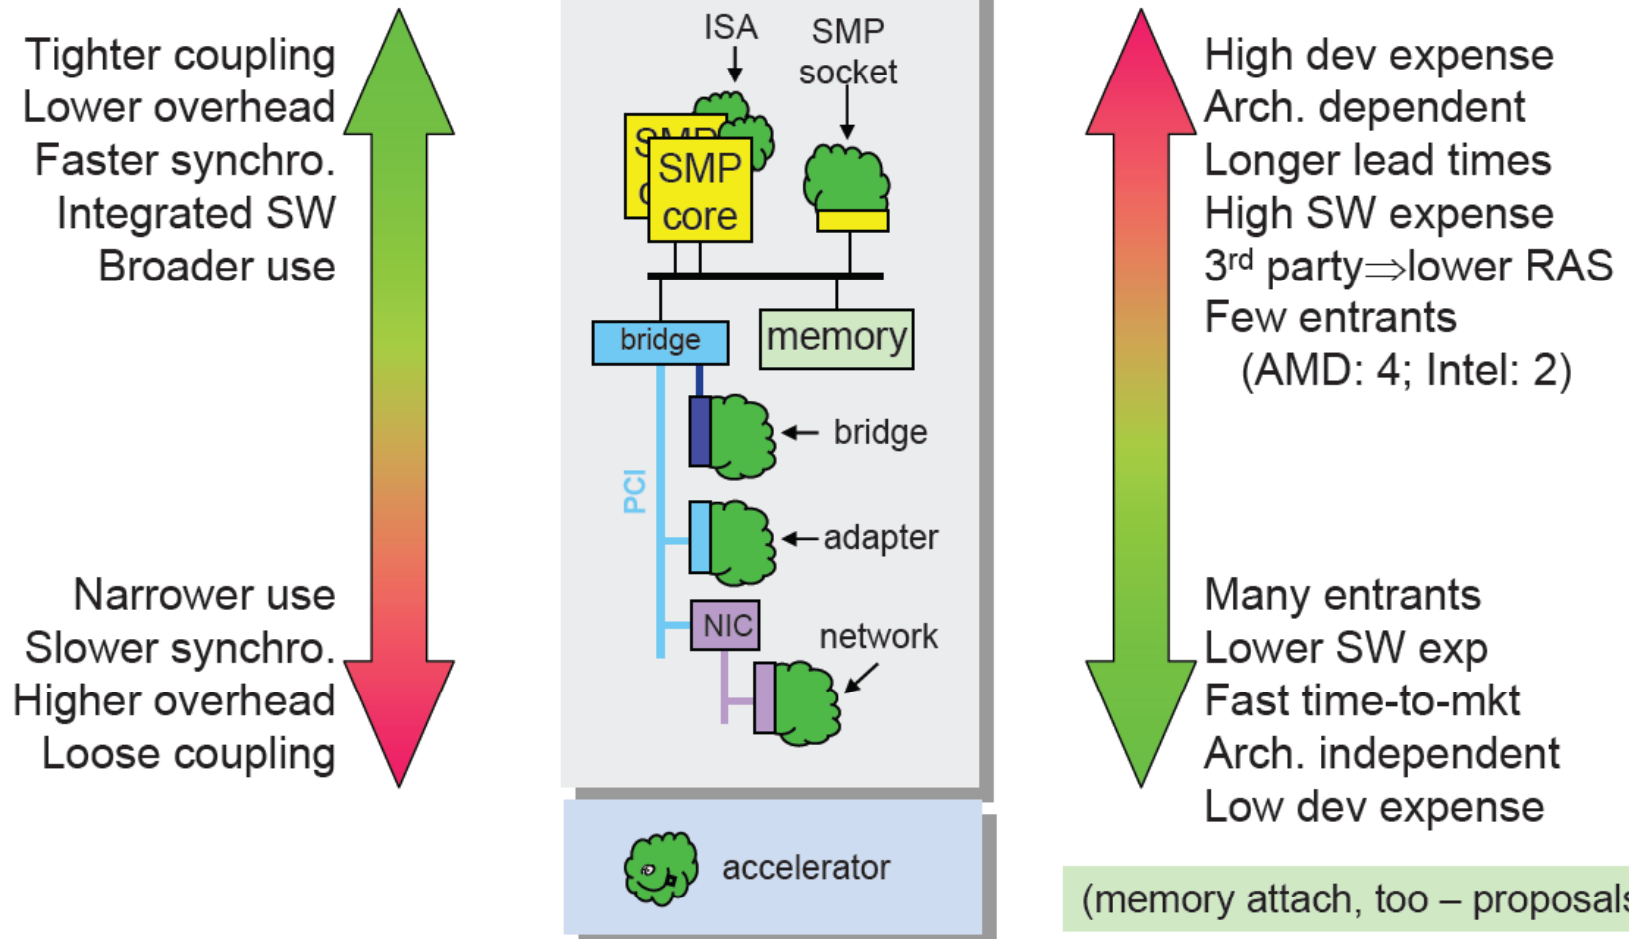 Tighter coupling
Lower overhead
Faster synchro.
Integrated SW
Broader use
Narrower use
Slower synchro.
Higher overhead
Loose coupling
ISA
SMP
socket
SMP
SMP
core
bridge
memory
PCI
bridge
adapter
NIC
network
accelerator
High dev expense
Arch. dependent
Longer lead times
High SW expense
3rd party⇒lower RAS
Few entrants
(AMD: 4; Intel: 2)
Many entrants
Lower SW exp
Fast time-to-mkt
Arch. independent
Low dev expense
(memory attach, too – proposals